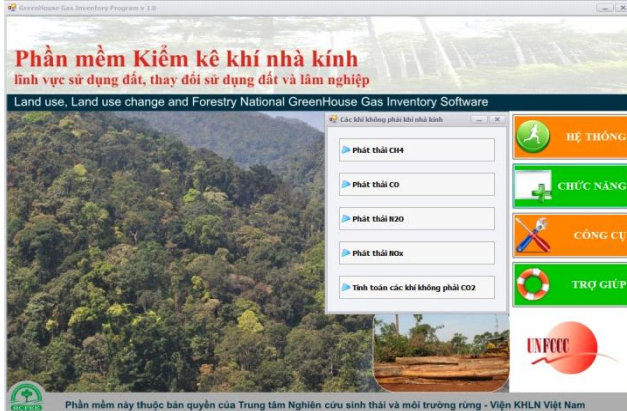 GreenHouse Gas Inventory Program v 1.0
Phần mềm Kiểm kê khí nhà kính
lĩnh vực sử dụng đất, thay đổi sử dụng đất và lâm nghiệp
Land use, Land use change and Forestry National GreenHouse Gas Inventory Software
Các khí không phải khí nhà kính
Phát thải CH4
Phát thải CO
Phát thải N2O
Phát thải NOx
Tính toán các khí không phải CO2
HỆ THỐNG
CHỨC NĂNG
CÔNG CỤ
TRỢ GIÚP
UNFCCC
RCFEE
Phần mềm này thuộc bản quyền của Trung tâm Nghiên cứu sinh thái và môi trường rừng - Viện KHLN Việt Nam